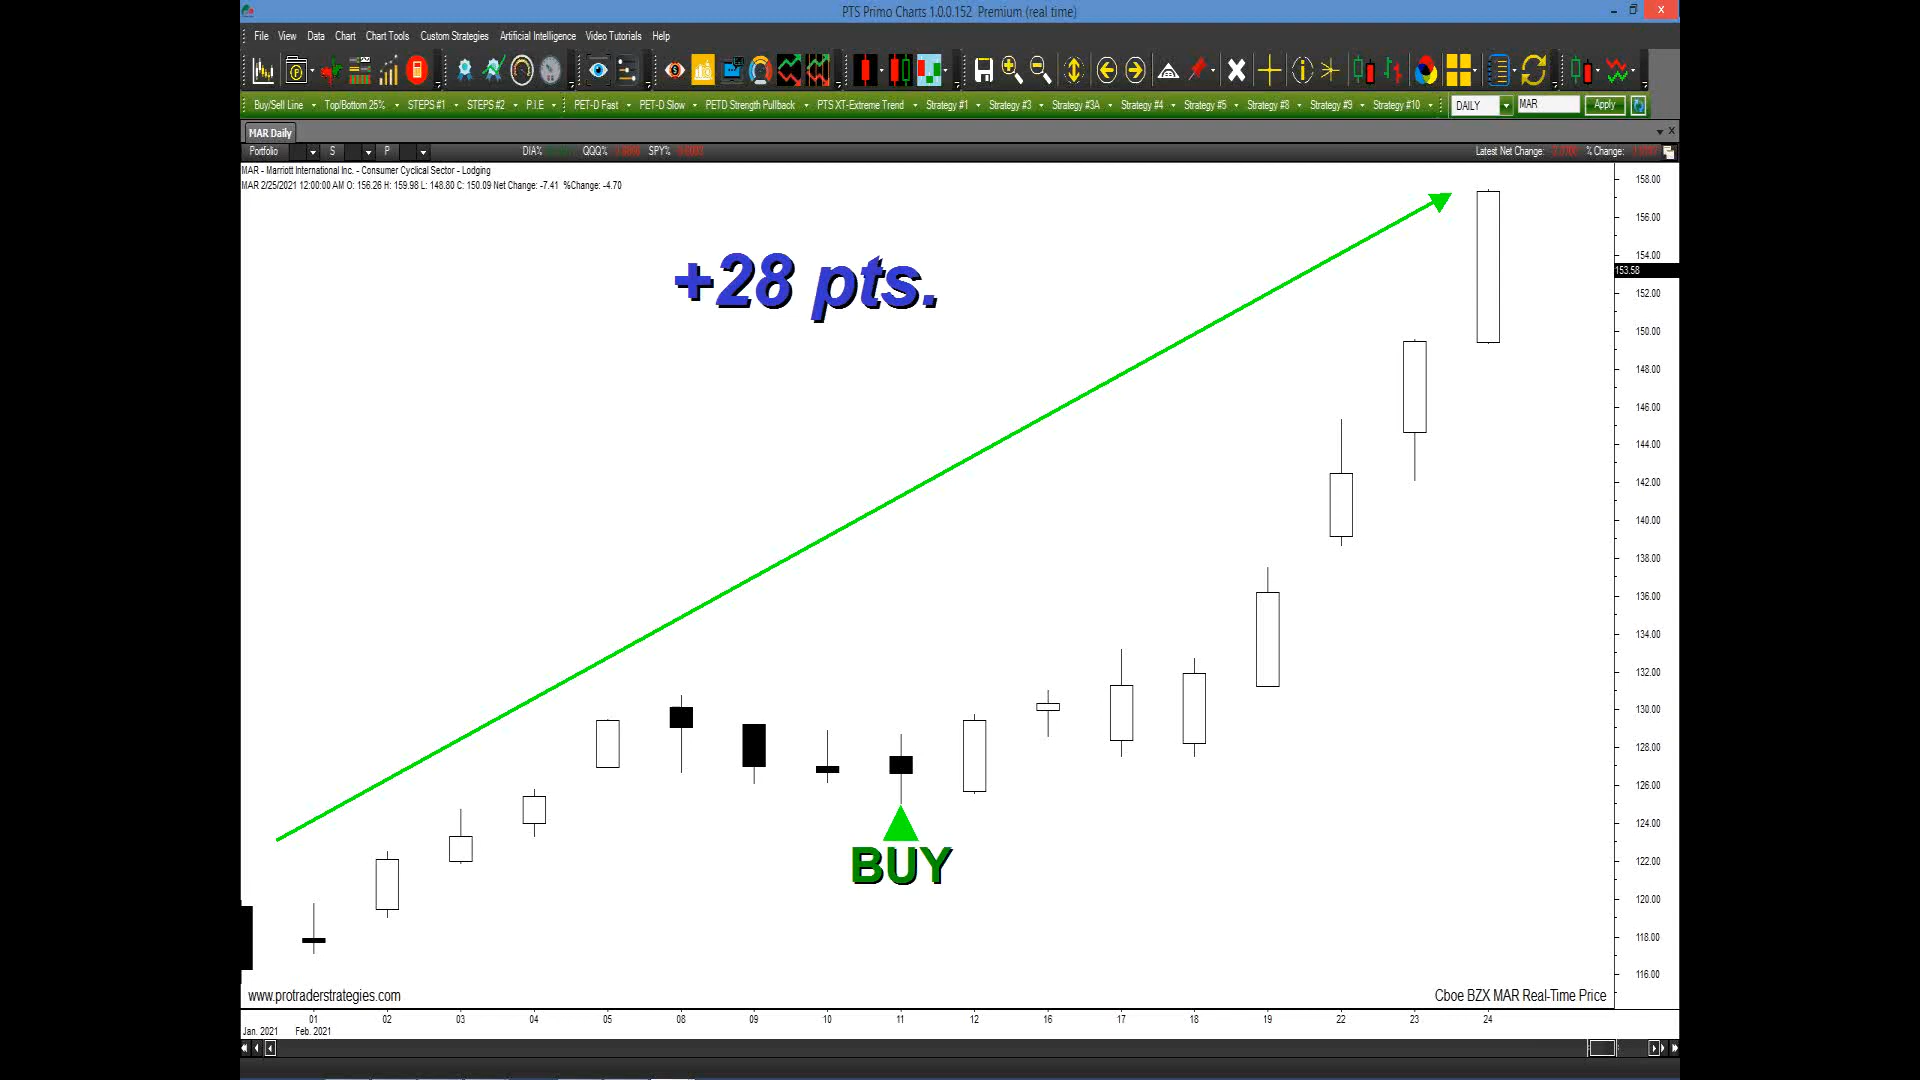 PTS Primo Charts 1.0.0.152 Premium (real time)
File View Data Chart Chart Tools Custom Strategies Artificial Intelligence Video Tutorials Help
Buy/Sell Line Top/Bottom 25% STEPS #1 STEPS #2 P.I.E PET-D Fast PET-D Slow PETD Strength Pullback PTS XT-Extreme Trend Strategy #1 Strategy #3 Strategy #3A Strategy #4 Strategy #5 Strategy #8 Strategy #9 Strategy #10 DAILY MAR Apply
MAR Daily
Portfolio S P DIA% QQQ% SPY% Latest Net Change: % Change:
MAR - Marriott International Inc. - Consumer Cyclical Sector - Lodging
MAR 2/25/2021 12:00:00 AM O: 156.26 H: 159.98 L: 148.80 C: 150.09 Net Change: -7.41 %Change: -4.70
+28 pts.
BUY
158.00
156.00
154.00
153.58
152.00
150.00
148.00
146.00
144.00
142.00
140.00
138.00
136.00
134.00
132.00
130.00
128.00
126.00
124.00
122.00
120.00
118.00
116.00
www.protraderstrategies.com Cboe BZX MAR Real-Time Price
01 02 03 04 05 08 09 10 11 12 16 17 18 19 22 23 24
Jan. 2021 Feb. 2021